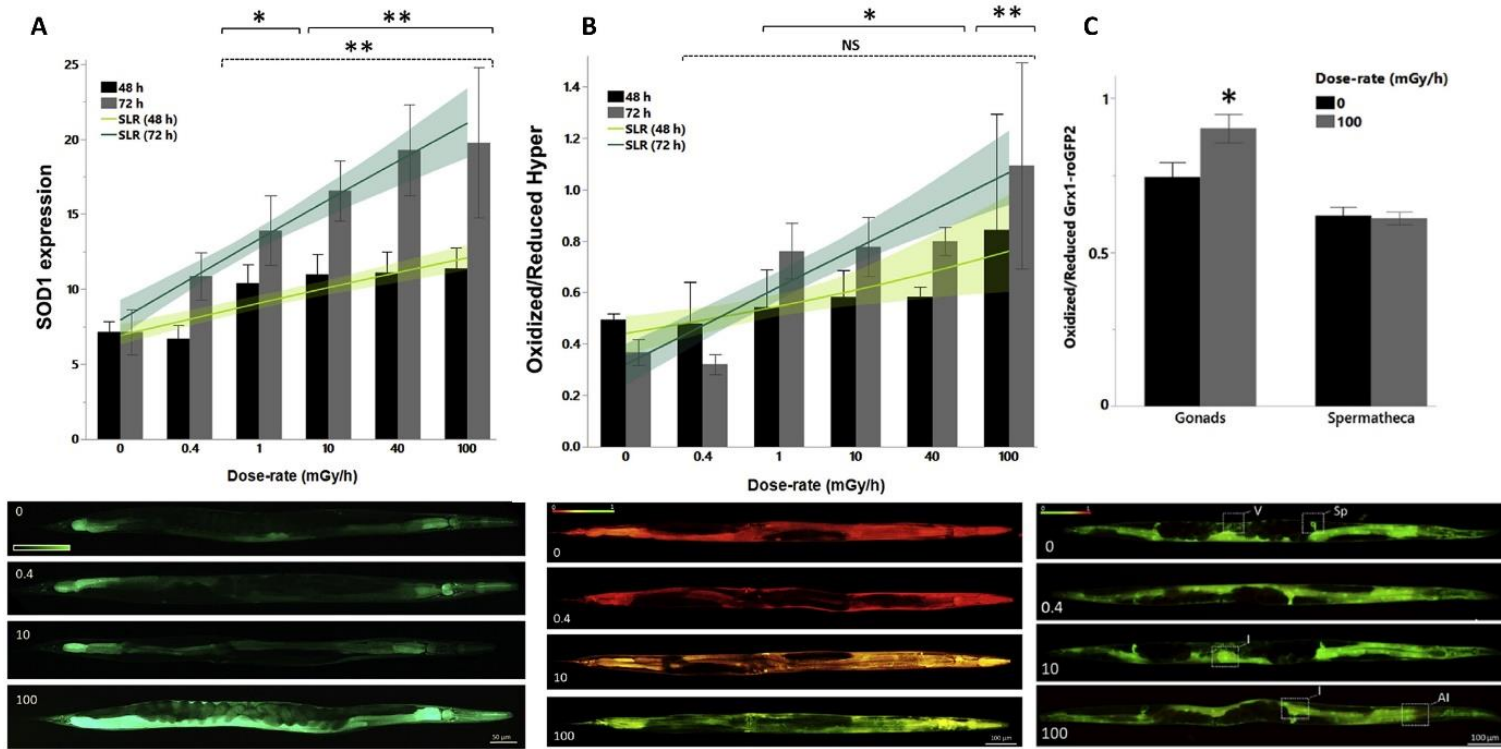 A
*
**
**
25
20
15
10
5
0
SOD1 expression
48 h
72 h
SLR (48 h)
SLR (72 h)
0
0.4
1
10
40
100
Dose-rate (mGy/h)
B
*
**
NS
1.4
1.2
1.0
0.8
0.6
0.4
0.2
0.0
Oxidized/Reduced Hyper
48 h
72 h
SLR (48 h)
SLR (72 h)
0
0.4
1
10
40
100
Dose-rate (mGy/h)
C
Dose-rate (mGy/h)
0
100
*
1
0.5
0
Oxidized/Reduced Grx1-roGFP2
Gonads
Spermatheca
0
0.4
10
100
50 µm
0
1
0
0.4
10
100
100 µm
0
1
V
Sp
0
0.4
I
10
I
AI
100
100 µm